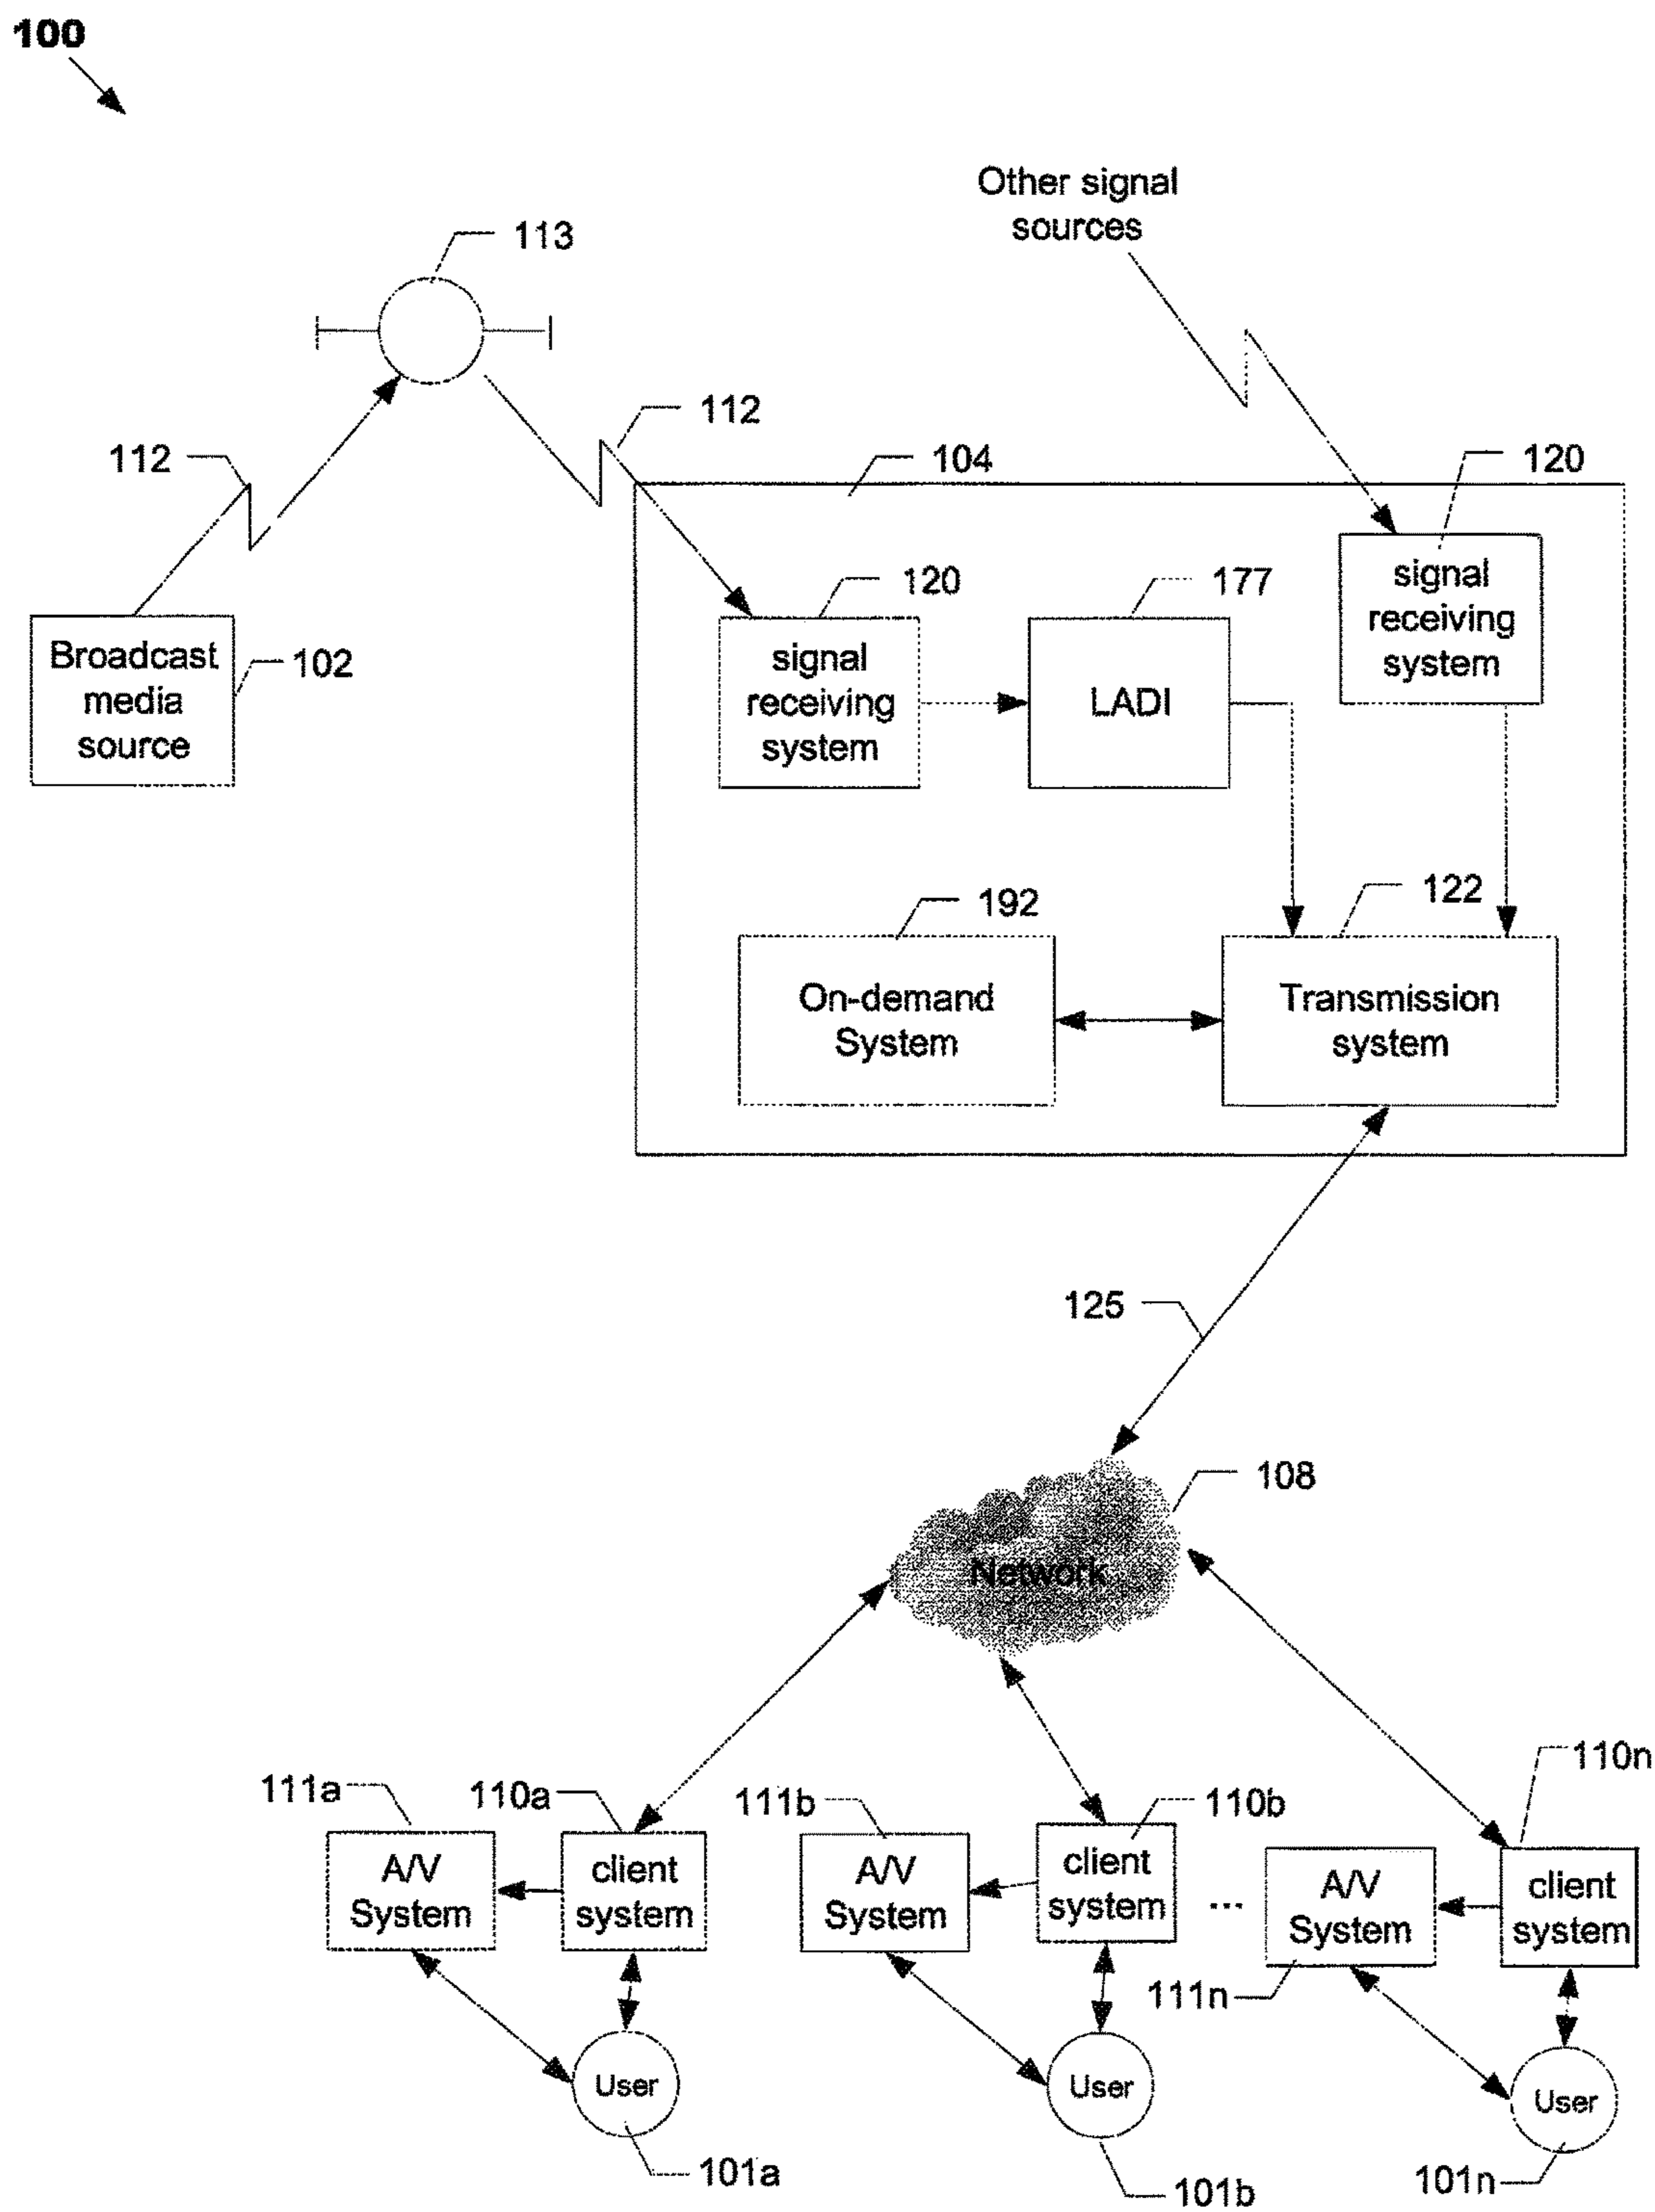 100
Other signal
sources
113
112
112
104
120
Broadcast
media
source
102
120
177
signal
receiving
system
signal
receiving
system
LADI
192
122
On-demand
System
Transmission
system
125
108
Network
111a
110a
111b
110b
110n
A/V
System
client
system
A/V
System
client
system
...
A/V
System
client
system
111n
User
User
User
101a
101b
101n